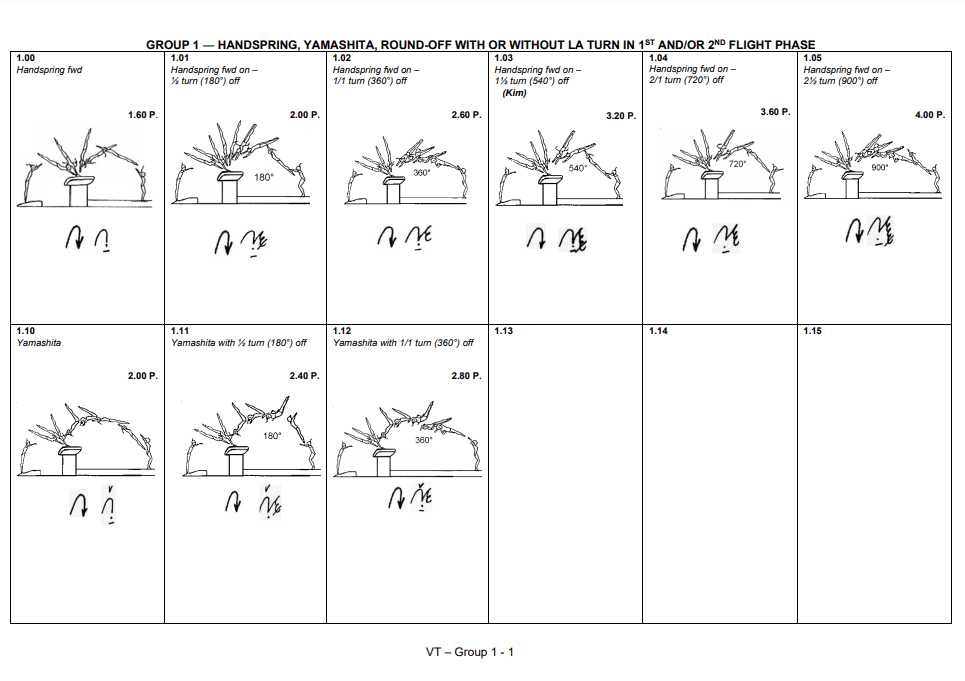 GROUP 1 — HANDSPRING, YAMASHITA, ROUND-OFF WITH OR WITHOUT LA TURN IN 1ST AND/OR 2ND FLIGHT PHASE
1.00
Handspring fwd
1.60 P.
1.01
Handspring fwd on –
½ turn (180°) off
2.00 P.
180°
1.02
Handspring fwd on –
1/1 turn (360°) off
2.60 P.
360°
1.03
Handspring fwd on –
1½ turn (540°) off
(Kim)
3.20 P.
540°
1.04
Handspring fwd on –
2/1 turn (720°) off
3.60 P.
720°
1.05
Handspring fwd on –
2½ turn (900°) off
4.00 P.
900°
1.10
Yamashita
2.00 P.
1.11
Yamashita with ½ turn (180°) off
2.40 P.
180°
1.12
Yamashita with 1/1 turn (360°) off
2.80 P.
360°
1.13
1.14
1.15
VT – Group 1 - 1